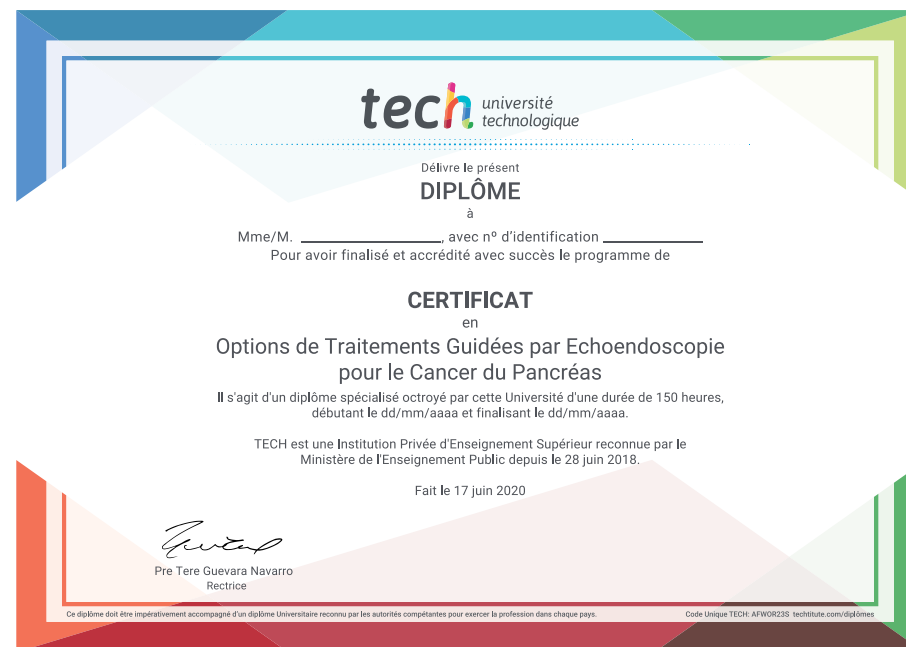 tech université
technologique
Délivre le présent
DIPLÔME
à
Mme/M. ____________, avec nº d'identification ____________
Pour avoir finalisé et accrédité avec succès le programme de
CERTIFICAT
en
Options de Traitements Guidées par Echoendoscopie
pour le Cancer du Pancréas
Il s'agit d'un diplôme spécialisé octroyé par cette Université d'une durée de 150 heures,
débutant le dd/mm/aaaa et finalisant le dd/mm/aaaa.
TECH est une Institution Privée d'Enseignement Supérieur reconnue par le
Ministère de l'Enseignement Public depuis le 28 juin 2018.
Fait le 17 juin 2020
Pre Tere Guevara Navarro
Rectrice
Ce diplôme doit être impérativement accompagné d'un diplôme Universitaire reconnu par les autorités compétentes pour exercer la profession dans chaque pays.
Code Unique TECH: AFWOR23S techtitute.com/diplômes